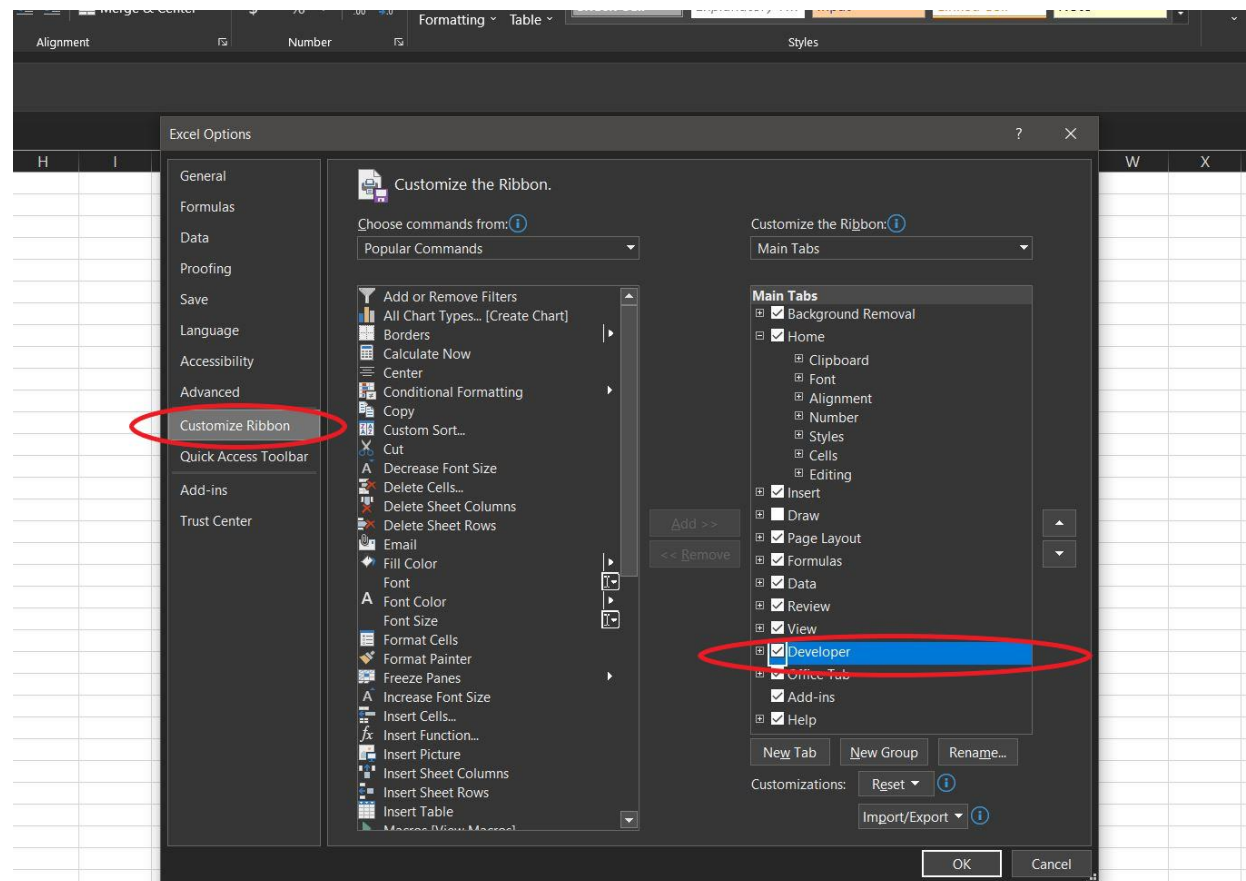 Merge & Center $ %
Formatting Table
Alignment Number Styles
Excel Options ? ×
H I W X
General
Formulas
Data
Proofing
Save
Language
Accessibility
Advanced
Customize Ribbon
Quick Access Toolbar
Add-ins
Trust Center
Customize the Ribbon.
Choose commands from:
Popular Commands
Add or Remove Filters
All Chart Types... [Create Chart]
Borders
Calculate Now
Center
Conditional Formatting
Copy
Custom Sort...
Cut
Decrease Font Size
Delete Cells...
Delete Sheet Columns
Delete Sheet Rows
Email
Fill Color
Font
Font Color
Font Size
Format Cells
Format Painter
Freeze Panes
Increase Font Size
Insert Cells...
Insert Function...
Insert Picture
Insert Sheet Columns
Insert Sheet Rows
Insert Table
Macros [View Macros]
Add >>
<< Remove
Customize the Ribbon:
Main Tabs
Main Tabs
Background Removal
Home
Clipboard
Font
Alignment
Number
Styles
Cells
Editing
Insert
Draw
Page Layout
Formulas
Data
Review
View
Developer
Office Tab
Add-ins
Help
New Tab New Group Rename...
Customizations: Reset
Import/Export
OK Cancel